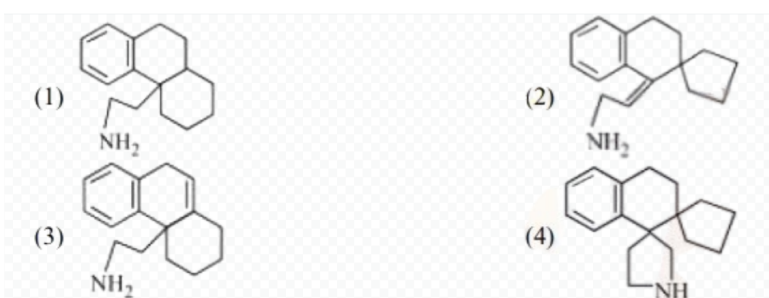 (1)
NH₂
(2)
NH₂
(3)
NH₂
(4)
NH